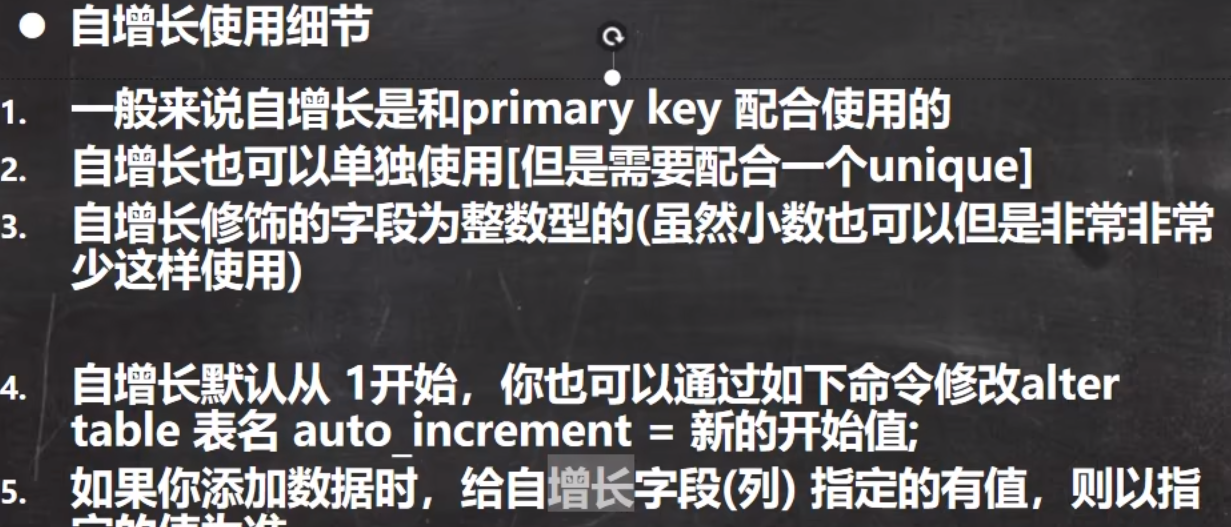 ● 自增长使用细节
1. 一般来说自增长是和primary key 配合使用的
2. 自增长也可以单独使用[但是需要配合一个unique]
3. 自增长修饰的字段为整数型的(虽然小数也可以但是非常非常
少这样使用)
4. 自增长默认从 1开始，你也可以通过如下命令修改alter
table 表名 auto_increment = 新的开始值;
5. 如果你添加数据时，给自增长字段(列) 指定的有值，则以指
定的值为准